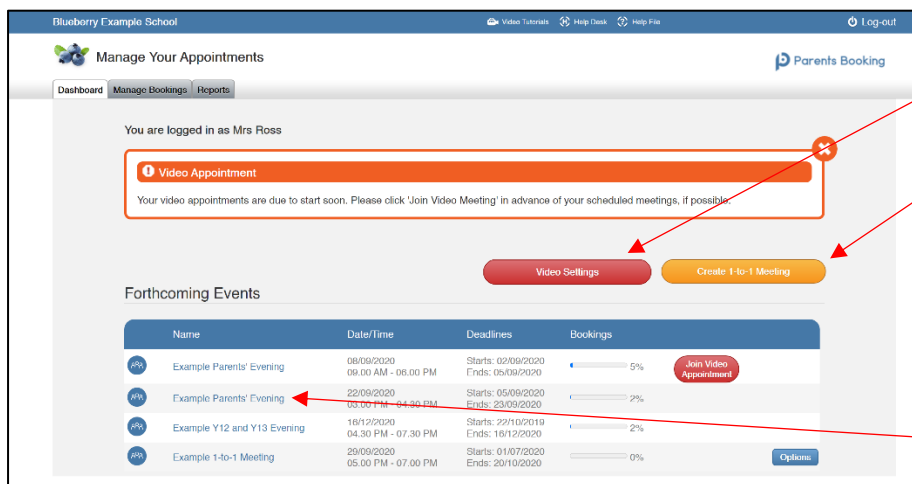 Blueberry Example School
Video Tutorials Help Desk Help File
Log-out
Manage Your Appointments
Parents Booking
Dashboard Manage Bookings Reports
You are logged in as Mrs Ross
Video Appointment
Your video appointments are due to start soon. Please click 'Join Video Meeting' in advance of your scheduled meetings, if possible.
Video Settings Create 1-to-1 Meeting
Forthcoming Events
Name Date/Time Deadlines Bookings
Example Parents' Evening 08/09/2020 09.00 AM - 06.00 PM Starts: 02/09/2020 Ends: 05/09/2020 5% Join Video Appointment
Example Parents' Evening 22/09/2020 03.00 PM - 04.30 PM Starts: 05/09/2020 Ends: 23/09/2020 2%
Example Y12 and Y13 Evening 16/12/2020 04.30 PM - 07.30 PM Starts: 22/10/2019 Ends: 16/12/2020 2%
Example 1-to-1 Meeting 29/09/2020 05.00 PM - 07.00 PM Starts: 01/07/2020 Ends: 20/10/2020 0% Options